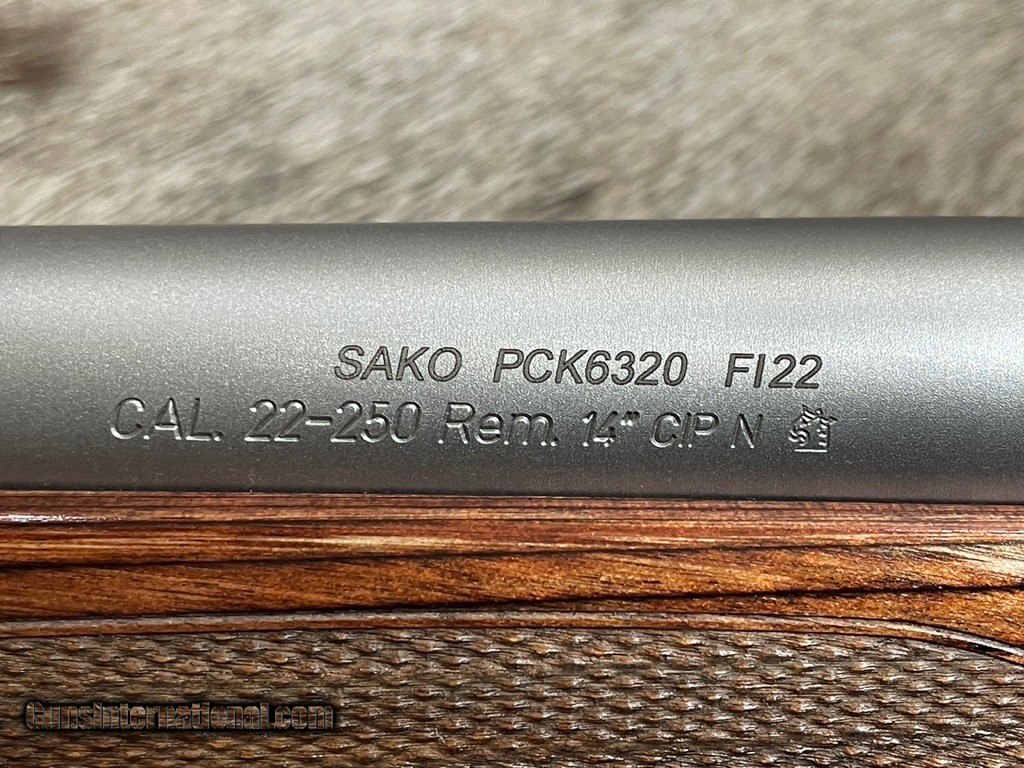 SAKO PCK6320 FI22
CAL. 22-250 Rem. 14" CIP N
GunsInternational.com